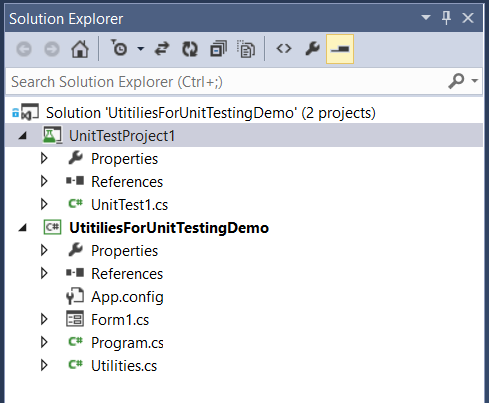 Solution Explorer
Search Solution Explorer (Ctrl+;)
Solution 'UtitiliesForUnitTestingDemo' (2 projects)
UnitTestProject1
Properties
References
C# UnitTest1.cs
C# UtitiliesForUnitTestingDemo
Properties
References
App.config
Form1.cs
C# Program.cs
C# Utilities.cs